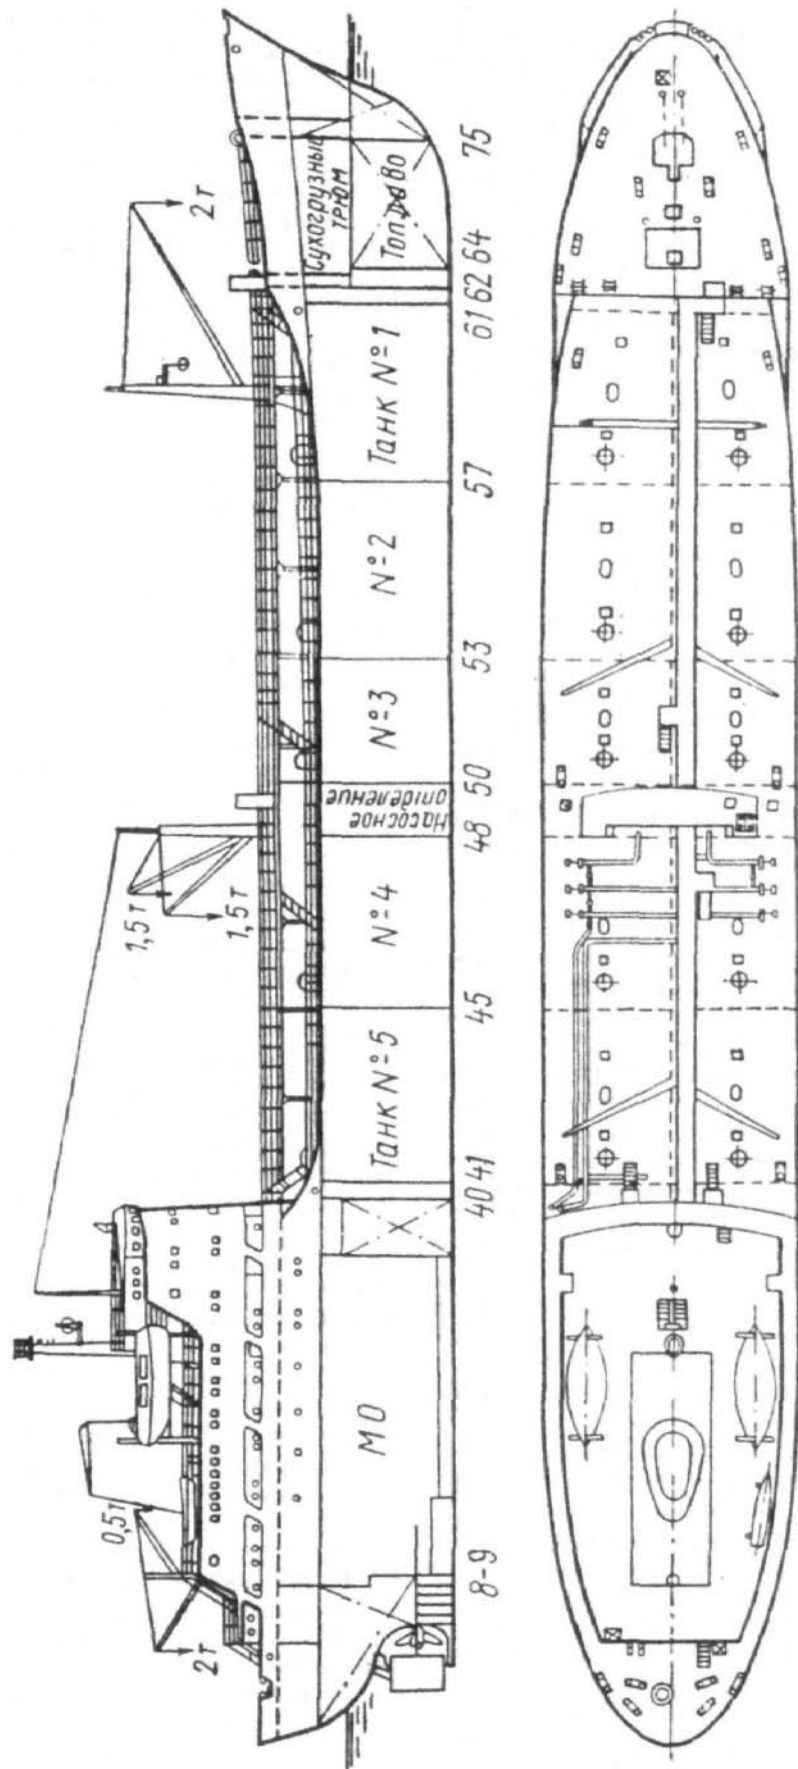 2т
0,5т
1,5т
1,5т
2т
МО
Танк №5
№4
Насосное
отделение
№3
№2
Танк №1
Сухогрузный
трюм
Топливо
8-9
40 41
45
48
50
53
57
61 62 64
75